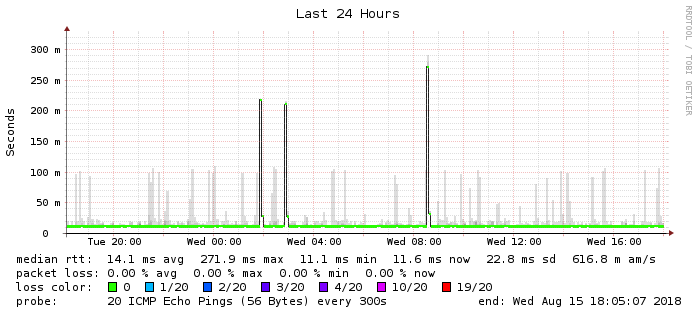 Last 24 Hours
RRDTOOL / TOBI OETIKER
Seconds
300 m
250 m
200 m
150 m
100 m
50 m
0
Tue 20:00 Wed 00:00 Wed 04:00 Wed 08:00 Wed 12:00 Wed 16:00
median rtt: 14.1 ms avg 271.9 ms max 11.1 ms min 11.6 ms now 22.8 ms sd 616.8 m am/s
packet loss: 0.00 % avg 0.00 % max 0.00 % min 0.00 % now
loss color: 0 1/20 2/20 3/20 4/20 10/20 19/20
probe: 20 ICMP Echo Pings (56 Bytes) every 300s end: Wed Aug 15 18:05:07 2018